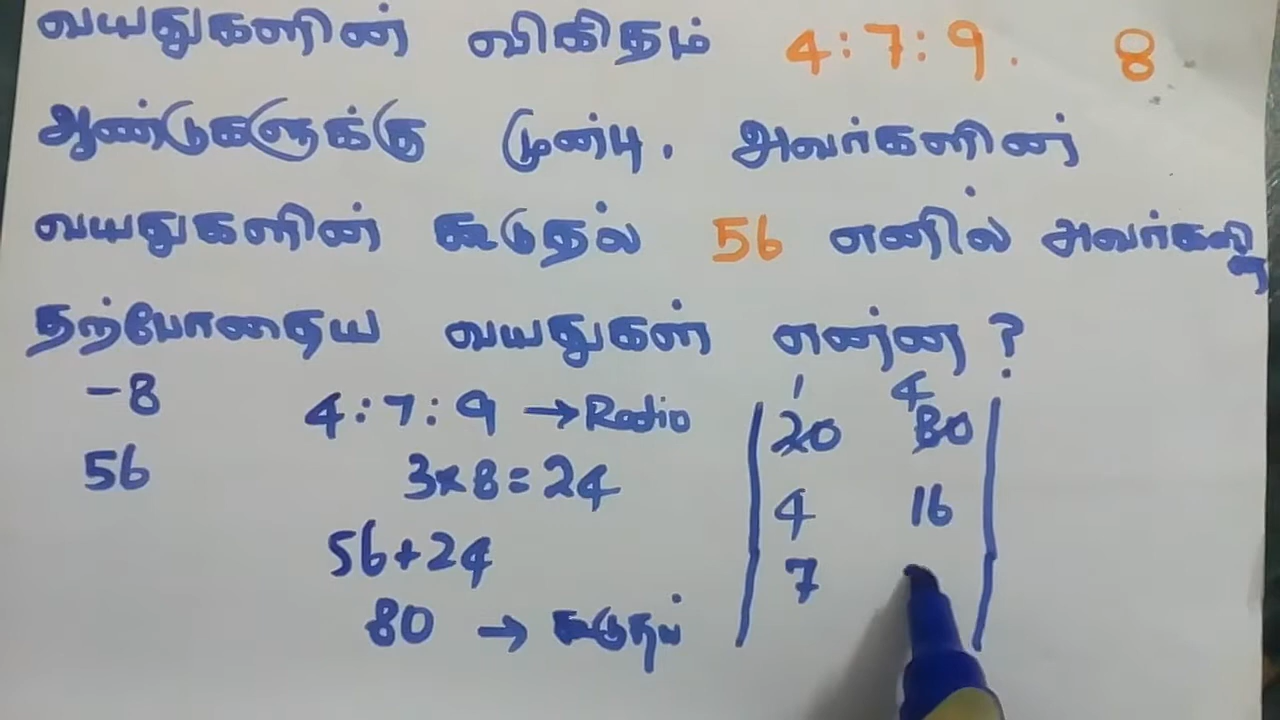 வயதுகளின் விகிதம் 4:7:9. 8
ஆண்டுகளுக்கு முன்பு. அவர்களின்
வயதுகளின் கூடுதல் 56 எனில் அவர்களின்
தற்போதைய வயதுகள் என்ன?
-8 4:7:9 → Radio
56 3×8=24
56+24
80 → கூடுதல்
1 4
20 80
4 16
7